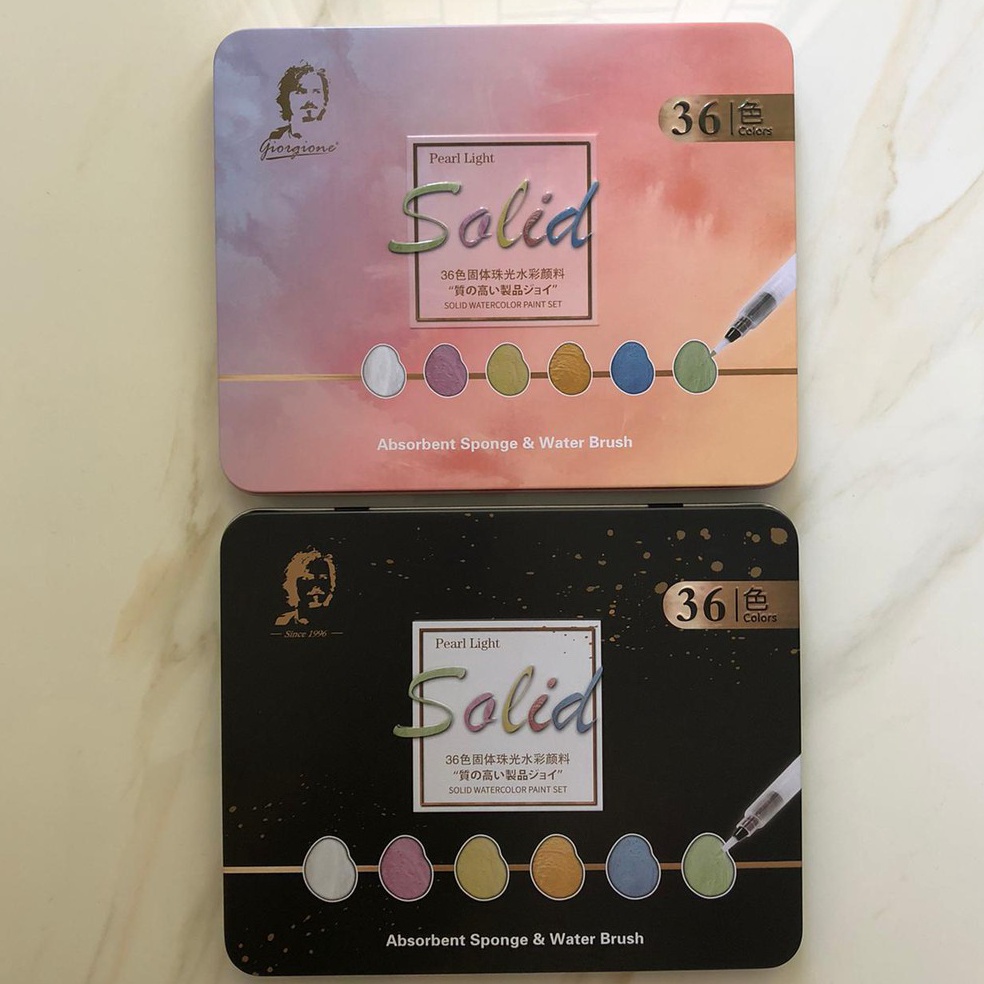 Giorgione®
36 色
Colors
Pearl Light
Solid
36色固体珠光水彩颜料
“質の高い製品ジョイ”
SOLID WATERCOLOR PAINT SET
Absorbent Sponge & Water Brush
Since 1996
36 色
Colors
Pearl Light
Solid
36色固体珠光水彩颜料
“質の高い製品ジョイ”
SOLID WATERCOLOR PAINT SET
Absorbent Sponge & Water Brush